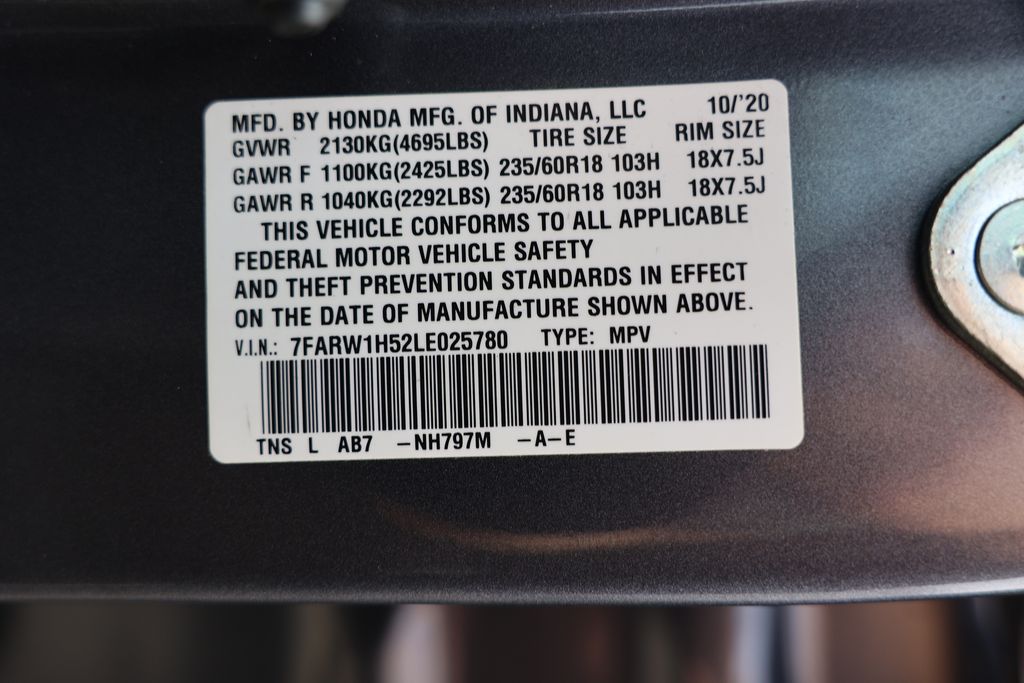 MFD. BY HONDA MFG. OF INDIANA, LLC 10/'20
GVWR 2130KG(4695LBS) TIRE SIZE RIM SIZE
GAWR F 1100KG(2425LBS) 235/60R18 103H 18X7.5J
GAWR R 1040KG(2292LBS) 235/60R18 103H 18X7.5J
THIS VEHICLE CONFORMS TO ALL APPLICABLE
FEDERAL MOTOR VEHICLE SAFETY
AND THEFT PREVENTION STANDARDS IN EFFECT
ON THE DATE OF MANUFACTURE SHOWN ABOVE.
V.I.N.: 7FARW1H52LE025780 TYPE: MPV
TNS L AB7 –NH797M –A–E